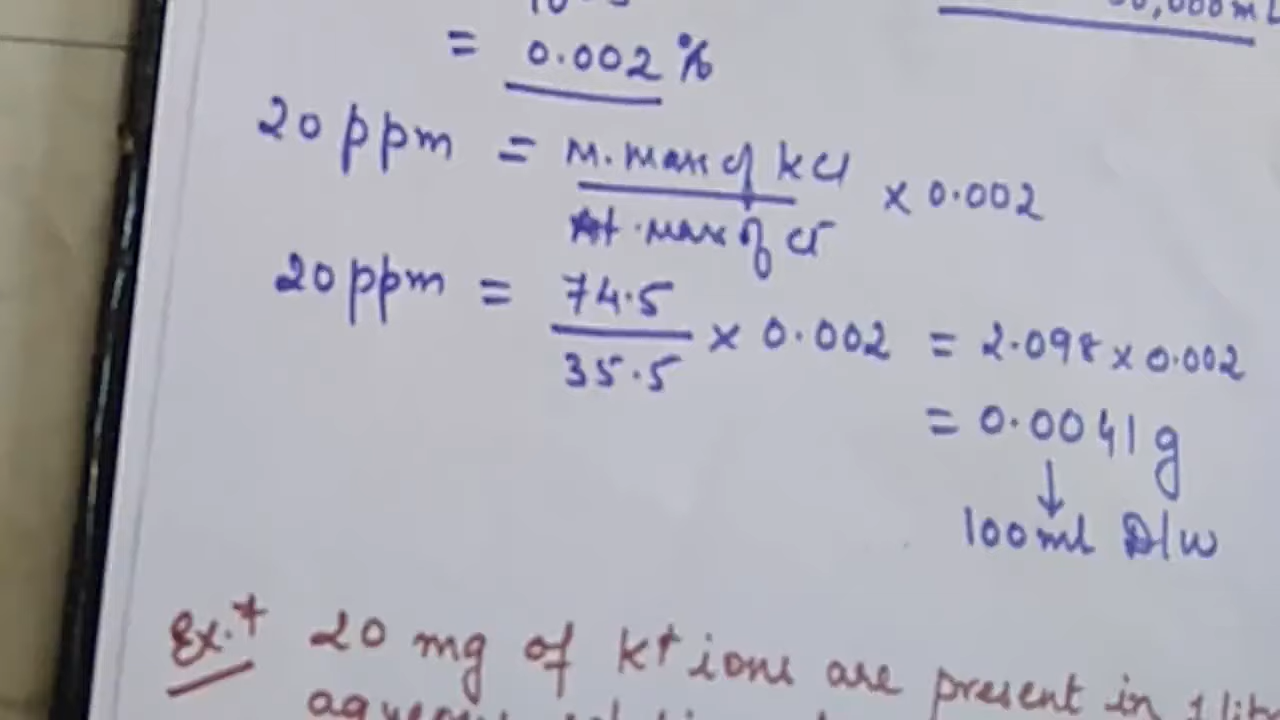 = 0.002 %
20 ppm = M. mass of KCl / At. mass of Cl⁻ × 0.002
20 ppm = 74.5 / 35.5 × 0.002 = 2.098 × 0.002
= 0.0041 g
↓
100 ml D/W
Ex.* 20 mg of K⁺ ions are present in 1